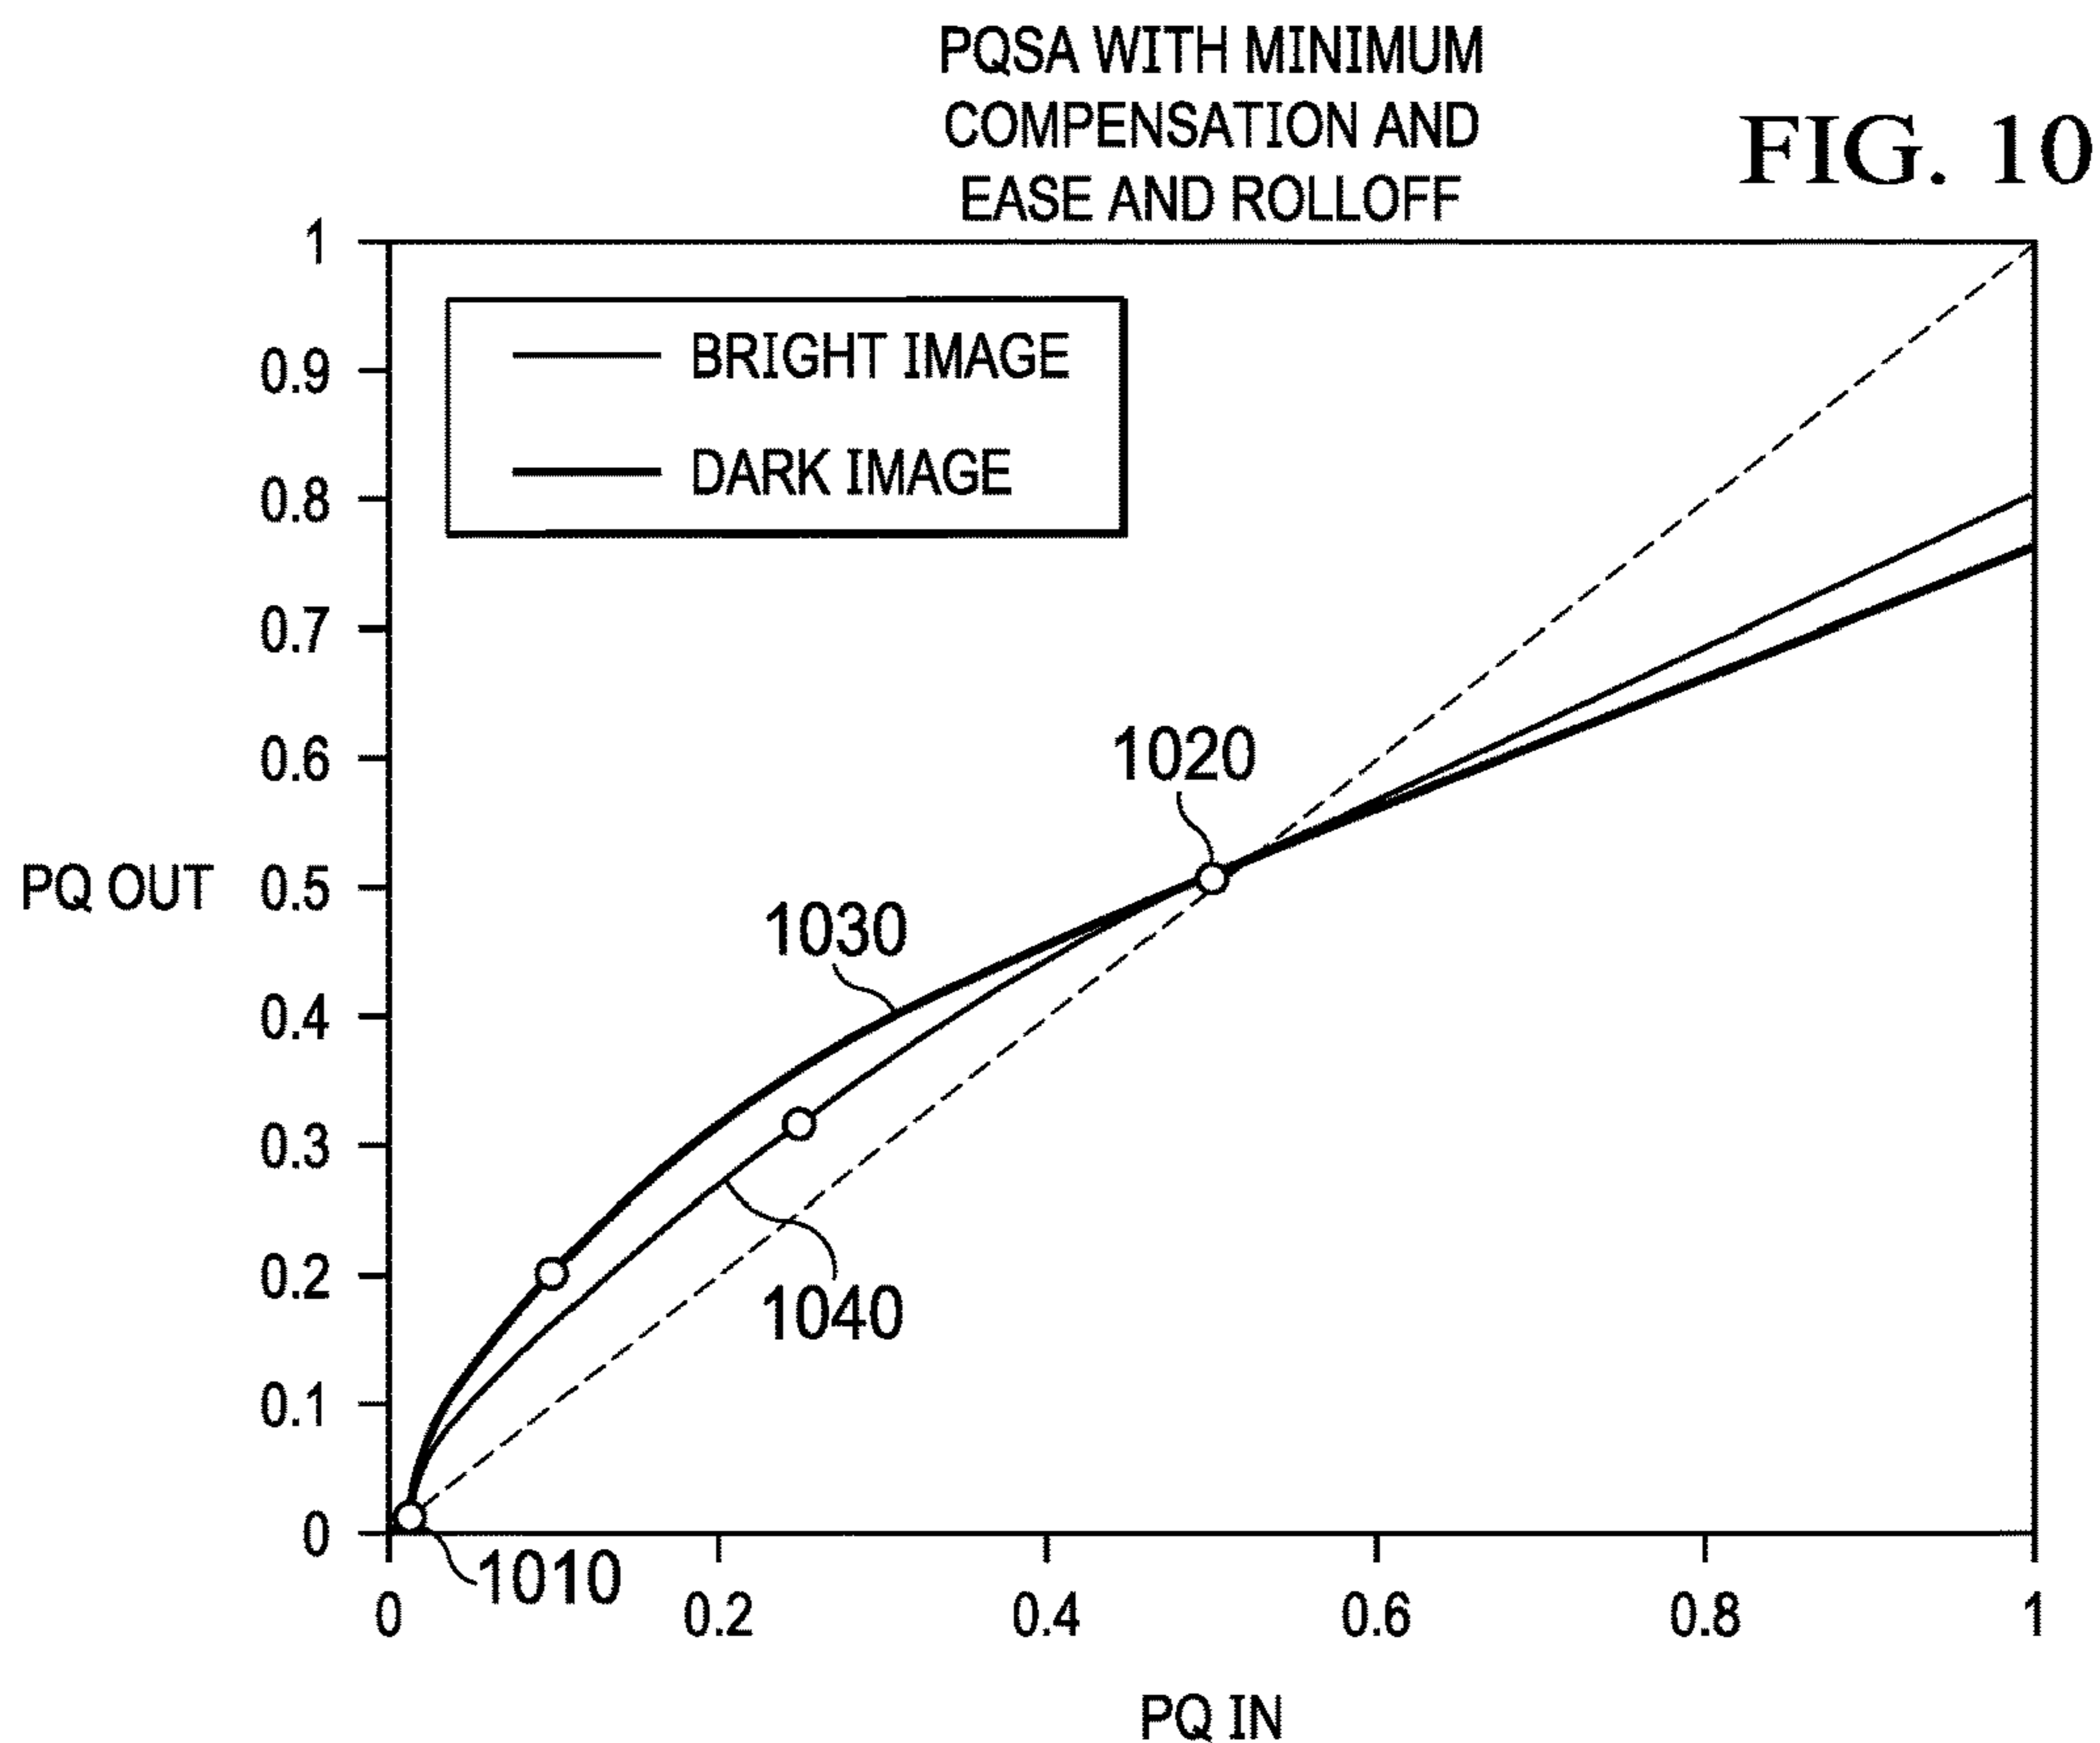 PQSA WITH MINIMUM
COMPENSATION AND
EASE AND ROLLOFF
FIG. 10
BRIGHT IMAGE
DARK IMAGE
1
0.9
0.8
0.7
0.6
0.5
0.4
0.3
0.2
0.1
0
PQ OUT
1020
1030
1040
1010
0
0.2
0.4
0.6
0.8
1
PQ IN